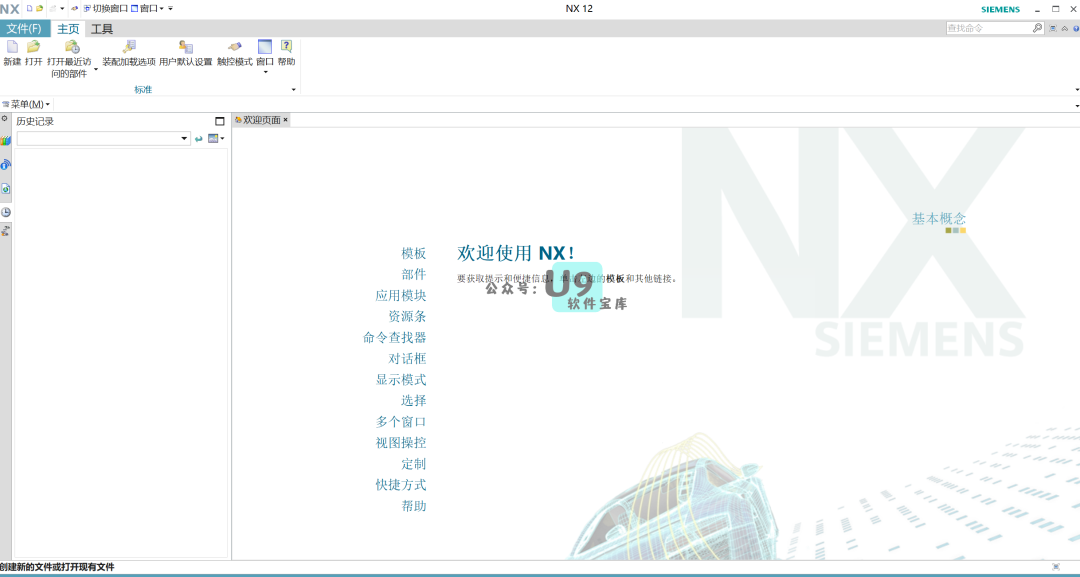 NX 切换窗口 窗口 NX 12 SIEMENS
文件(F) 主页 工具 查找命令
新建 打开 打开最近访问的部件 装配加载选项 用户默认设置 触控模式 窗口 帮助
标准
菜单(M)
历史记录 欢迎页面
NX
SIEMENS
基本概念
欢迎使用 NX!
要获取提示和便捷信息，单击左边的模板和其他链接。
公众号: U9
软件宝库
模板
部件
应用模块
资源条
命令查找器
对话框
显示模式
选择
多个窗口
视图操控
定制
快捷方式
帮助
创建新的文件或打开现有文件